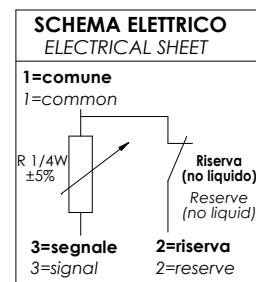 SCHEMA ELETTRICO
ELECTRICAL SHEET
1=comune
1=common
R 1/4W
±5%
Riserva
(no liquido)
Reserve
(no liquid)
3=segnale
3=signal
2=riserva
2=reserve